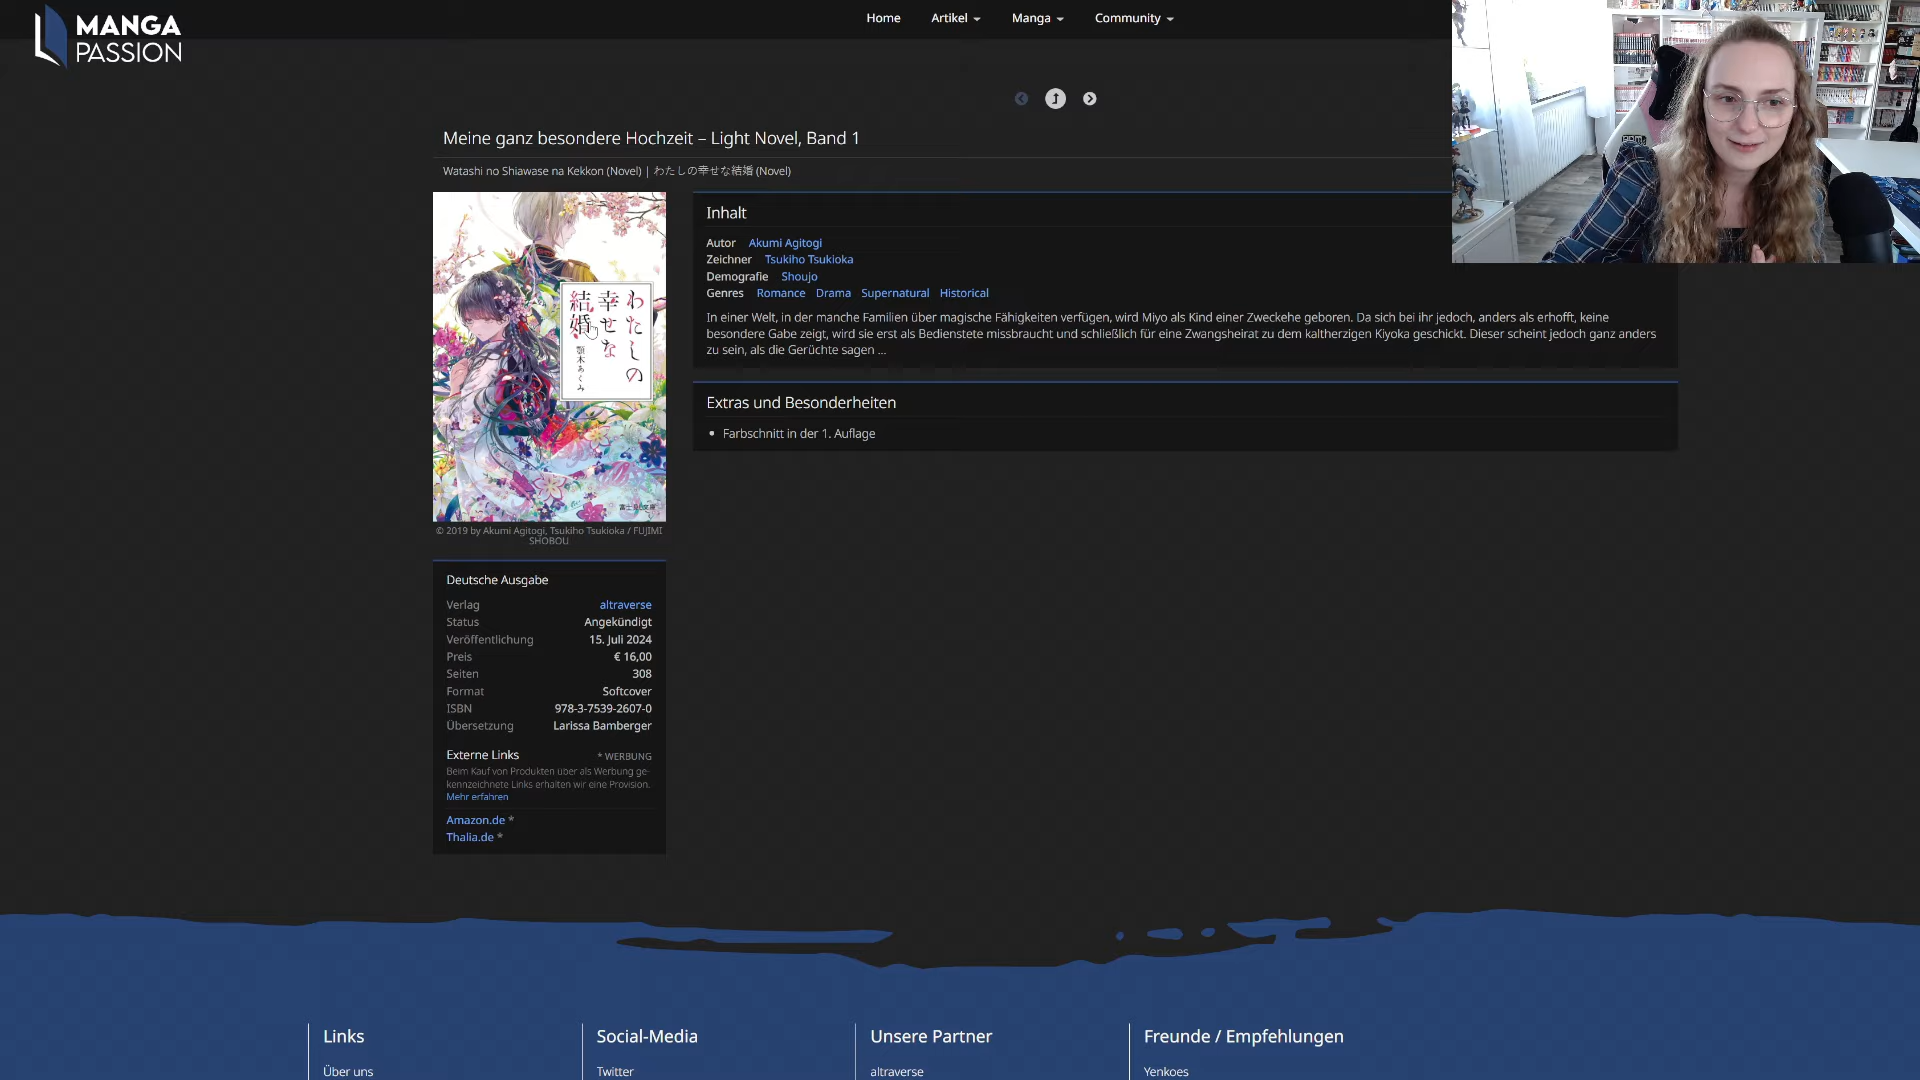 MANGA
PASSION
Home
Artikel
Manga
Community
Meine ganz besondere Hochzeit – Light Novel, Band 1
Watashi no Shiawase na Kekkon (Novel) | わたしの幸せな結婚 (Novel)
わたしの
幸せな
結婚
顎木あくみ
© 2019 by Akumi Agitogi, Tsukiho Tsukioka / FUJIMI
SHOBOU
Inhalt
Autor Akumi Agitogi
Zeichner Tsukiho Tsukioka
Demografie Shoujo
Genres Romance Drama Supernatural Historical
In einer Welt, in der manche Familien über magische Fähigkeiten verfügen, wird Miyo als Kind einer Zweckehe geboren. Da sich bei ihr jedoch, anders als erhofft, keine
besondere Gabe zeigt, wird sie erst als Bedienstete missbraucht und schließlich für eine Zwangsheirat zu dem kaltherzigen Kiyoka geschickt. Dieser scheint jedoch ganz anders
zu sein, als die Gerüchte sagen ...
Extras und Besonderheiten
• Farbschnitt in der 1. Auflage
Deutsche Ausgabe
Verlag altraverse
Status Angekündigt
Veröffentlichung 15. Juli 2024
Preis € 16,00
Seiten 308
Format Softcover
ISBN 978-3-7539-2607-0
Übersetzung Larissa Bamberger
Externe Links * WERBUNG
Beim Kauf von Produkten über als Werbung ge-
kennzeichnete Links erhalten wir eine Provision.
Mehr erfahren
Amazon.de *
Thalia.de *
Links
Über uns
Social-Media
Twitter
Unsere Partner
altraverse
Freunde / Empfehlungen
Yenkoes